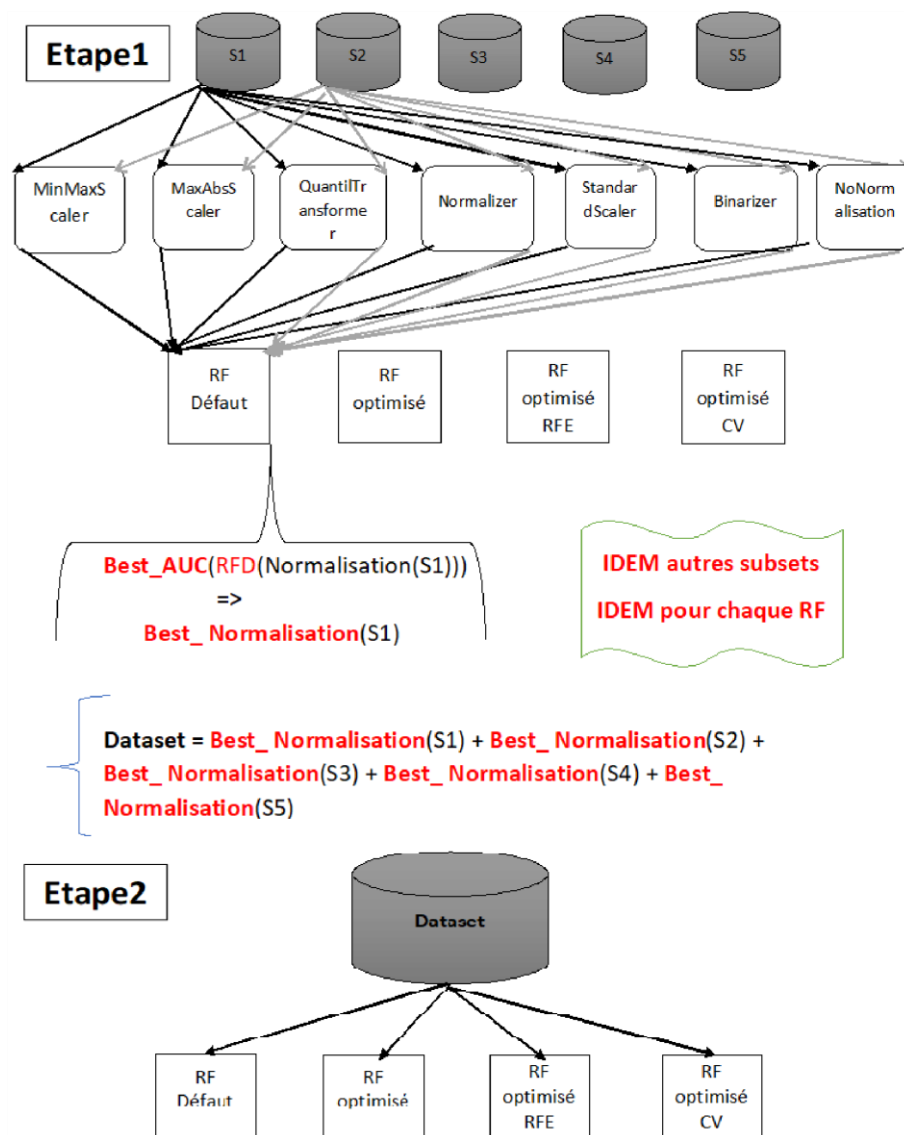 Etape1
S1
S2
S3
S4
S5
MinMaxS
caler
MaxAbsS
caler
QuantilTr
ansforme
r
Normalizer
Standar
dScaler
Binarizer
NoNorm
alisation
RF
Défaut
RF
optimisé
RF
optimisé
RFE
RF
optimisé
CV
Best_AUC(RFD(Normalisation(S1)))
=>
Best_ Normalisation(S1)
IDEM autres subsets
IDEM pour chaque RF
Dataset = Best_ Normalisation(S1) + Best_ Normalisation(S2) +
Best_ Normalisation(S3) + Best_ Normalisation(S4) + Best_
Normalisation(S5)
Etape2
Dataset
RF
Défaut
RF
optimisé
RF
optimisé
RFE
RF
optimisé
CV